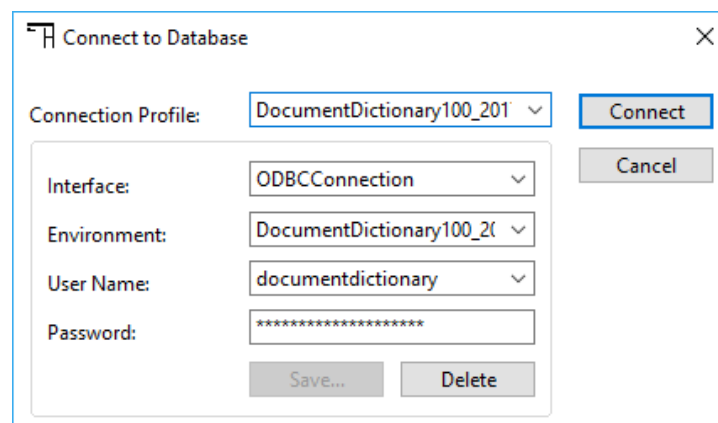 Connect to Database
Connection Profile: DocumentDictionary100_201 Connect
Cancel
Interface: ODBCConnection
Environment: DocumentDictionary100_20
User Name: documentdictionary
Password: ********************
Save... Delete